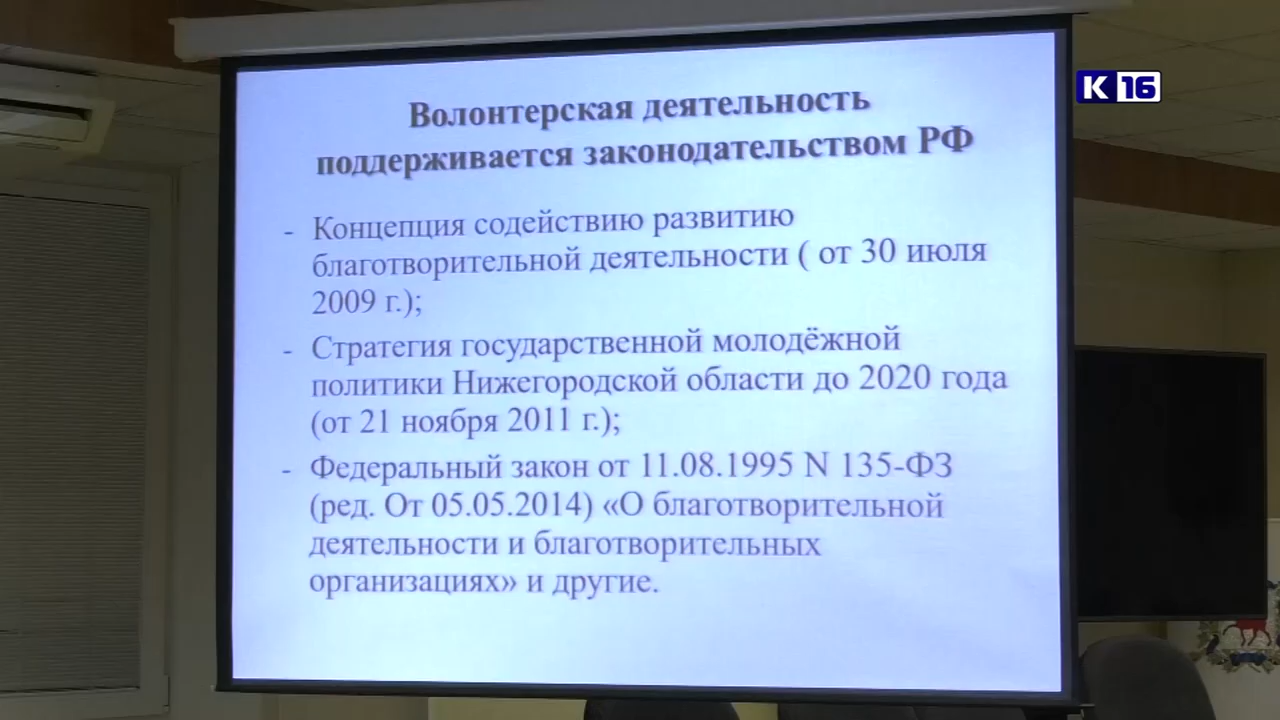 К 16
Волонтерская деятельность
поддерживается законодательством РФ
- Концепция содействию развитию
благотворительной деятельности ( от 30 июля
2009 г.);
- Стратегия государственной молодёжной
политики Нижегородской области до 2020 года
(от 21 ноября 2011 г.);
- Федеральный закон от 11.08.1995 N 135-ФЗ
(ред. От 05.05.2014) «О благотворительной
деятельности и благотворительных
организациях» и другие.